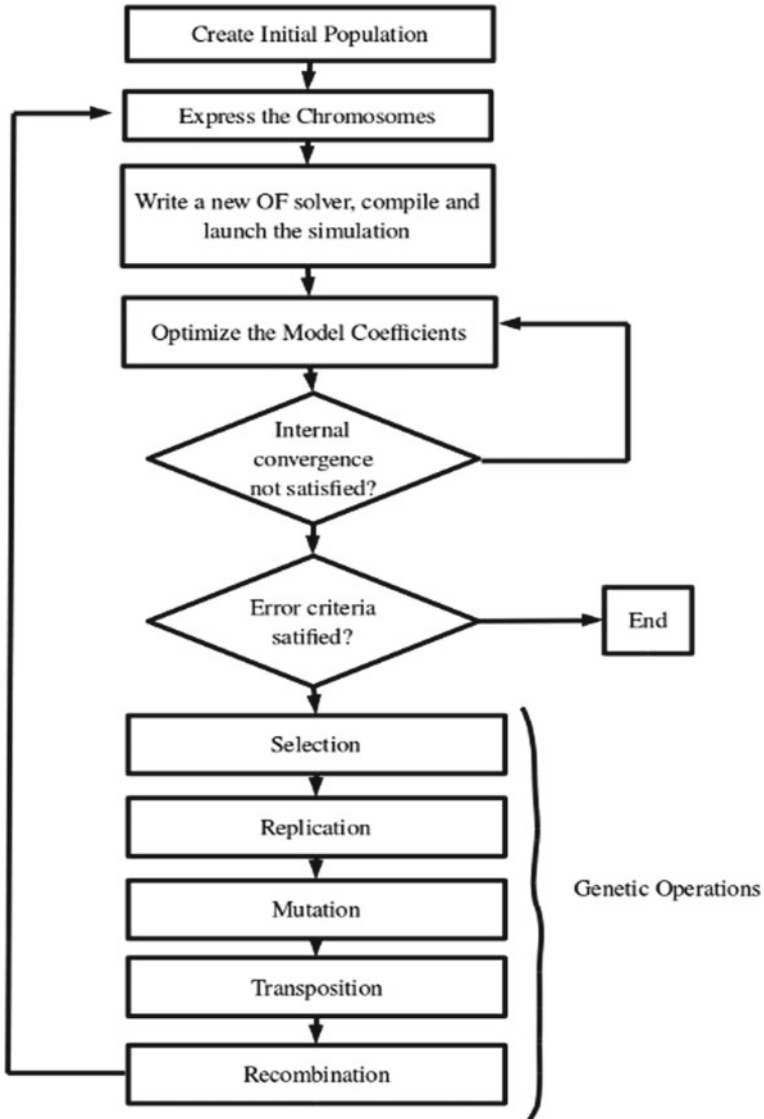 Create Initial Population
Express the Chromosomes
Write a new OF solver, compile and
launch the simulation
Optimize the Model Coefficients
Internal
convergence
not satisfied?
Error criteria
satified?
End
Selection
Replication
Mutation
Transposition
Recombination
Genetic Operations